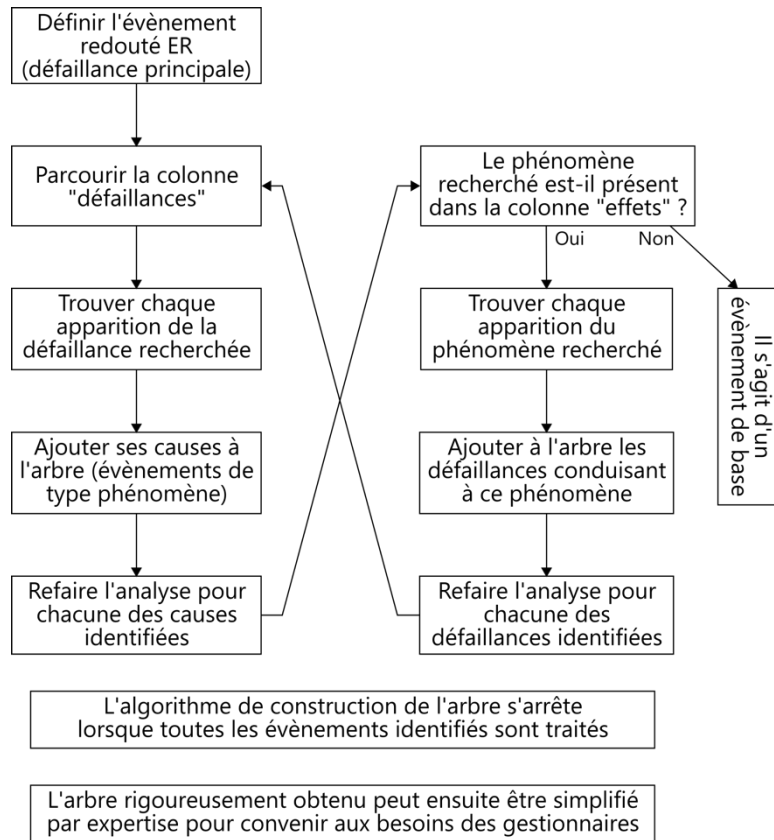 Définir l'évènement
redouté ER
(défaillance principale)
Parcourir la colonne
"défaillances"
Trouver chaque
apparition de la
défaillance recherchée
Ajouter ses causes à
l'arbre (évènements de
type phénomène)
Refaire l'analyse pour
chacune des causes
identifiées
Le phénomène
recherché est-il présent
dans la colonne "effets" ?
Oui
Non
Trouver chaque
apparition du
phénomène recherché
Ajouter à l'arbre les
défaillances conduisant
à ce phénomène
Refaire l'analyse pour
chacune des
défaillances identifiées
Il s'agit d'un
évènement de base
L'algorithme de construction de l'arbre s'arrête
lorsque toutes les évènements identifiés sont traités
L'arbre rigoureusement obtenu peut ensuite être simplifié
par expertise pour convenir aux besoins des gestionnaires